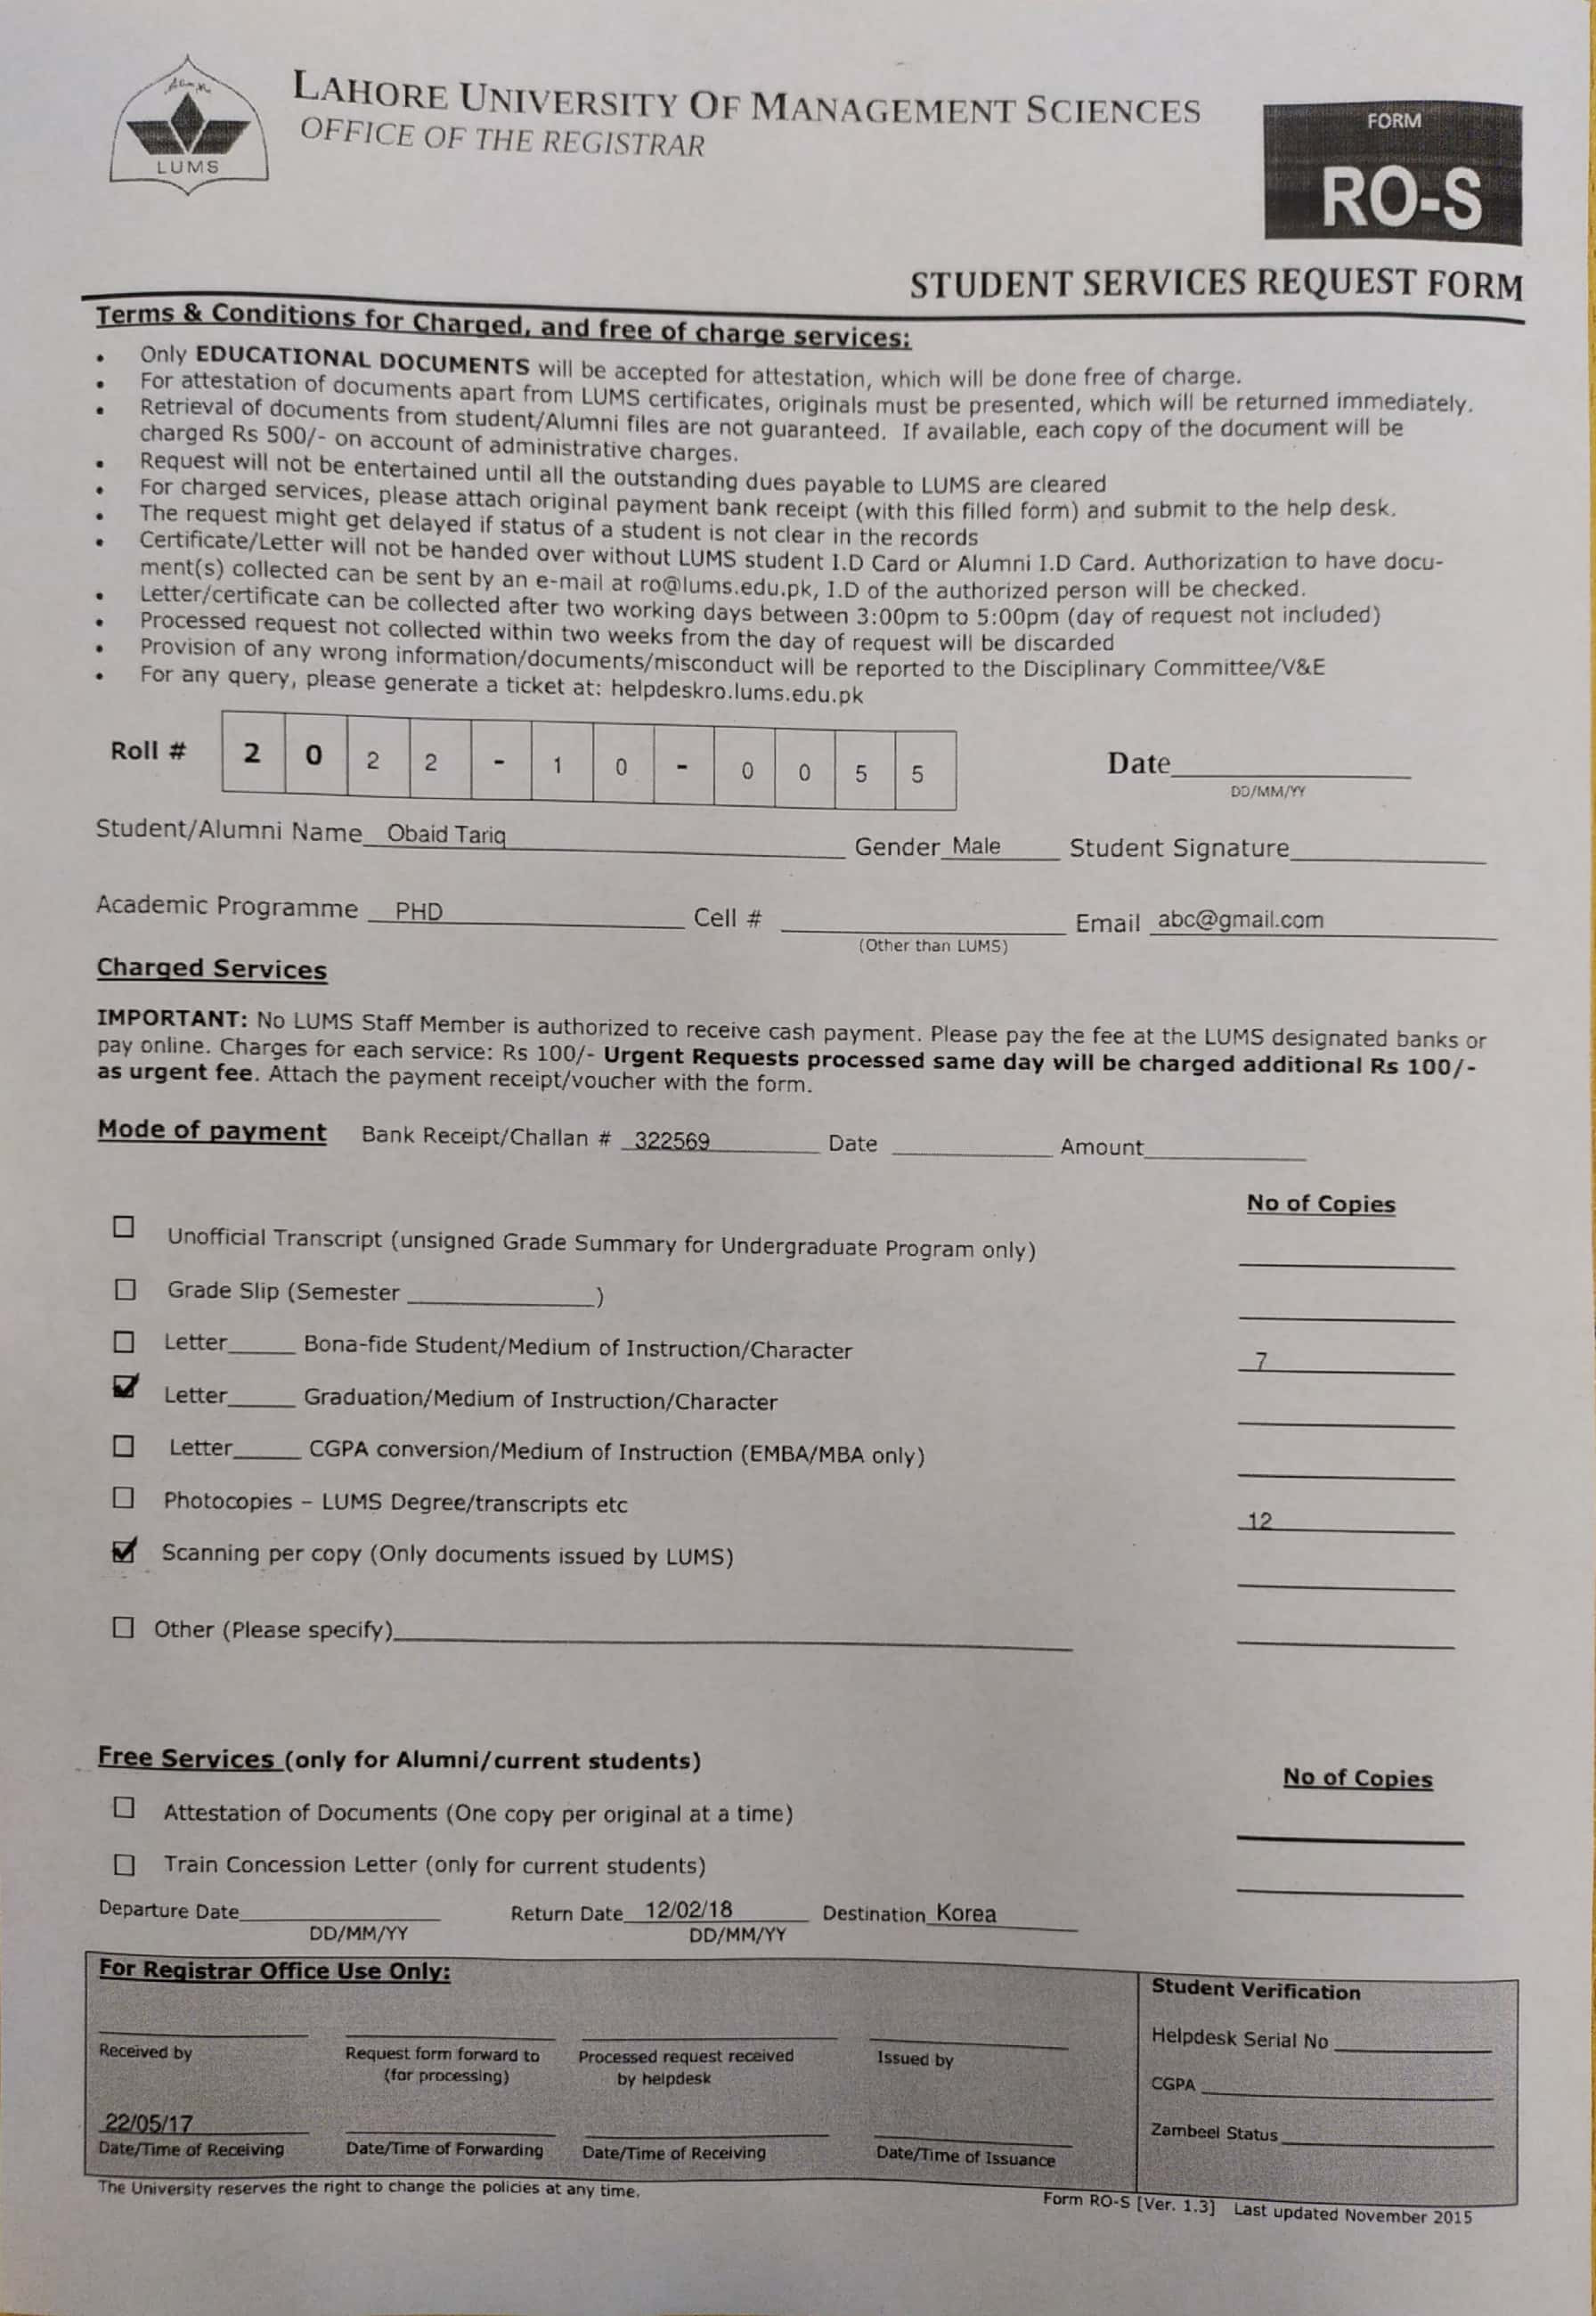 LUMS
LAHORE UNIVERSITY OF MANAGEMENT SCIENCES
OFFICE OF THE REGISTRAR
FORM
RO-S
STUDENT SERVICES REQUEST FORM
Terms & Conditions for Charged, and free of charge services:
• Only EDUCATIONAL DOCUMENTS will be accepted for attestation, which will be done free of charge.
• For attestation of documents apart from LUMS certificates, originals must be presented, which will be returned immediately.
• Retrieval of documents from student/Alumni files are not guaranteed. If available, each copy of the document will be
charged Rs 500/- on account of administrative charges.
• Request will not be entertained until all the outstanding dues payable to LUMS are cleared
• For charged services, please attach original payment bank receipt (with this filled form) and submit to the help desk.
• The request might get delayed if status of a student is not clear in the records
• Certificate/Letter will not be handed over without LUMS student I.D Card or Alumni I.D Card. Authorization to have docu-
ment(s) collected can be sent by an e-mail at ro@lums.edu.pk, I.D of the authorized person will be checked.
• Letter/certificate can be collected after two working days between 3:00pm to 5:00pm (day of request not included)
• Processed request not collected within two weeks from the day of request will be discarded
• Provision of any wrong information/documents/misconduct will be reported to the Disciplinary Committee/V&E
• For any query, please generate a ticket at: helpdeskro.lums.edu.pk
Roll # 2 0 2 2 - 1 0 - 0 0 5 5 Date
DD/MM/YY
Student/Alumni Name Obaid Tariq Gender Male Student Signature
Academic Programme PHD Cell # Email abc@gmail.com
(Other than LUMS)
Charged Services
IMPORTANT: No LUMS Staff Member is authorized to receive cash payment. Please pay the fee at the LUMS designated banks or
pay online. Charges for each service: Rs 100/- Urgent Requests processed same day will be charged additional Rs 100/-
as urgent fee. Attach the payment receipt/voucher with the form.
Mode of payment Bank Receipt/Challan # 322569 Date Amount
No of Copies
Unofficial Transcript (unsigned Grade Summary for Undergraduate Program only)
Grade Slip (Semester )
Letter Bona-fide Student/Medium of Instruction/Character 7
Letter Graduation/Medium of Instruction/Character
Letter CGPA conversion/Medium of Instruction (EMBA/MBA only)
Photocopies – LUMS Degree/transcripts etc 12
Scanning per copy (Only documents issued by LUMS)
Other (Please specify)
Free Services (only for Alumni/current students)
No of Copies
Attestation of Documents (One copy per original at a time)
Train Concession Letter (only for current students)
Departure Date Return Date 12/02/18 Destination Korea
DD/MM/YY DD/MM/YY
For Registrar Office Use Only:
Student Verification
Helpdesk Serial No
Received by Request form forward to Processed request received Issued by
(for processing) by helpdesk
CGPA
22/05/17
Zambeel Status
Date/Time of Receiving Date/Time of Forwarding Date/Time of Receiving Date/Time of Issuance
The University reserves the right to change the policies at any time.
Form RO-S [Ver. 1.3] Last updated November 2015